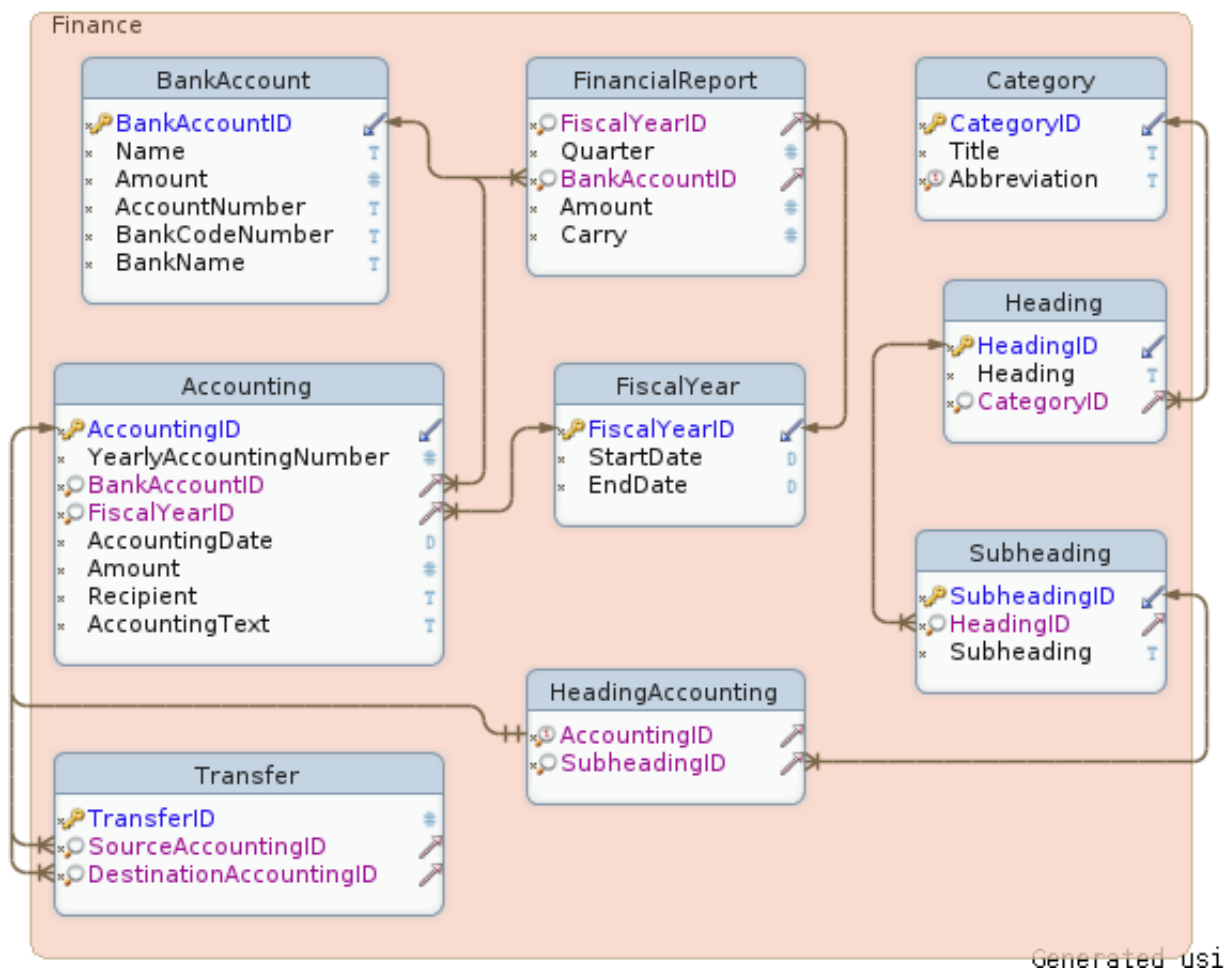 Finance
BankAccount
BankAccountID
Name
Amount
AccountNumber
BankCodeNumber
BankName
FinancialReport
FiscalYearID
Quarter
BankAccountID
Amount
Carry
Category
CategoryID
Title
Abbreviation
Heading
HeadingID
Heading
CategoryID
Accounting
AccountingID
YearlyAccountingNumber
BankAccountID
FiscalYearID
AccountingDate
Amount
Recipient
AccountingText
FiscalYear
FiscalYearID
StartDate
EndDate
Subheading
SubheadingID
HeadingID
Subheading
HeadingAccounting
AccountingID
SubheadingID
Transfer
TransferID
SourceAccountingID
DestinationAccountingID
Generated usi